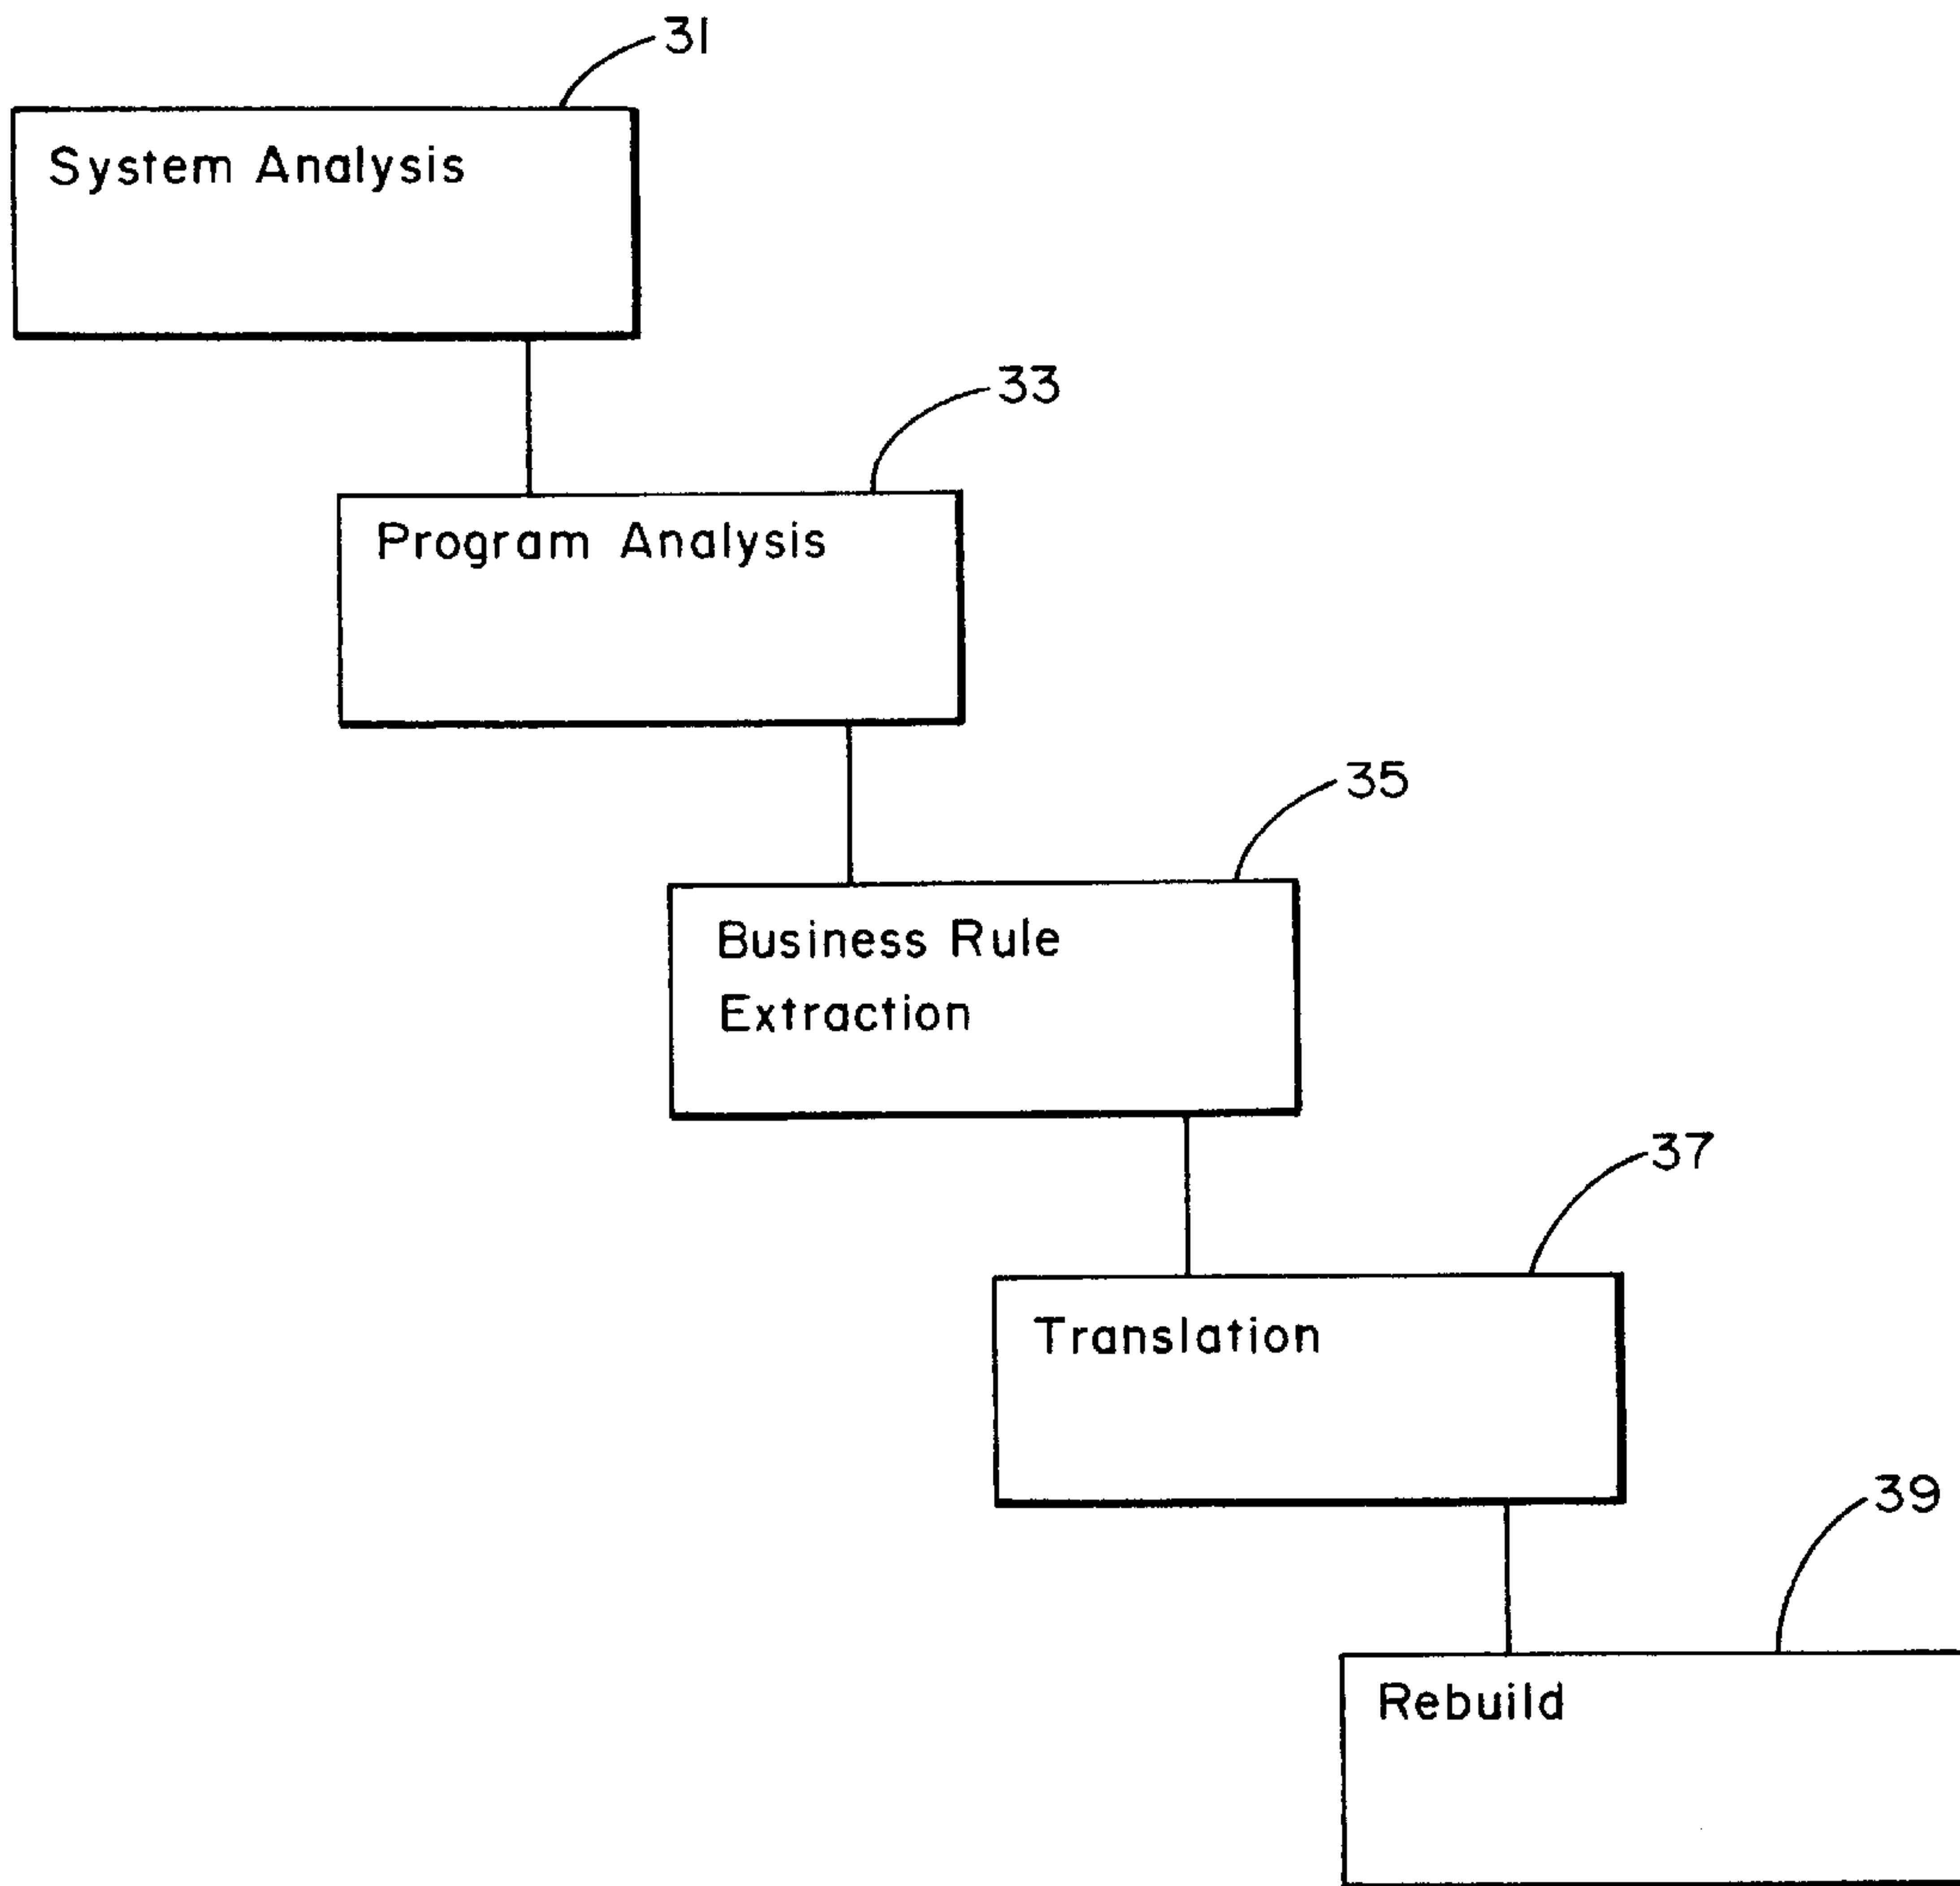 31
System Analysis
33
Program Analysis
35
Business Rule
Extraction
37
Translation
39
Rebuild